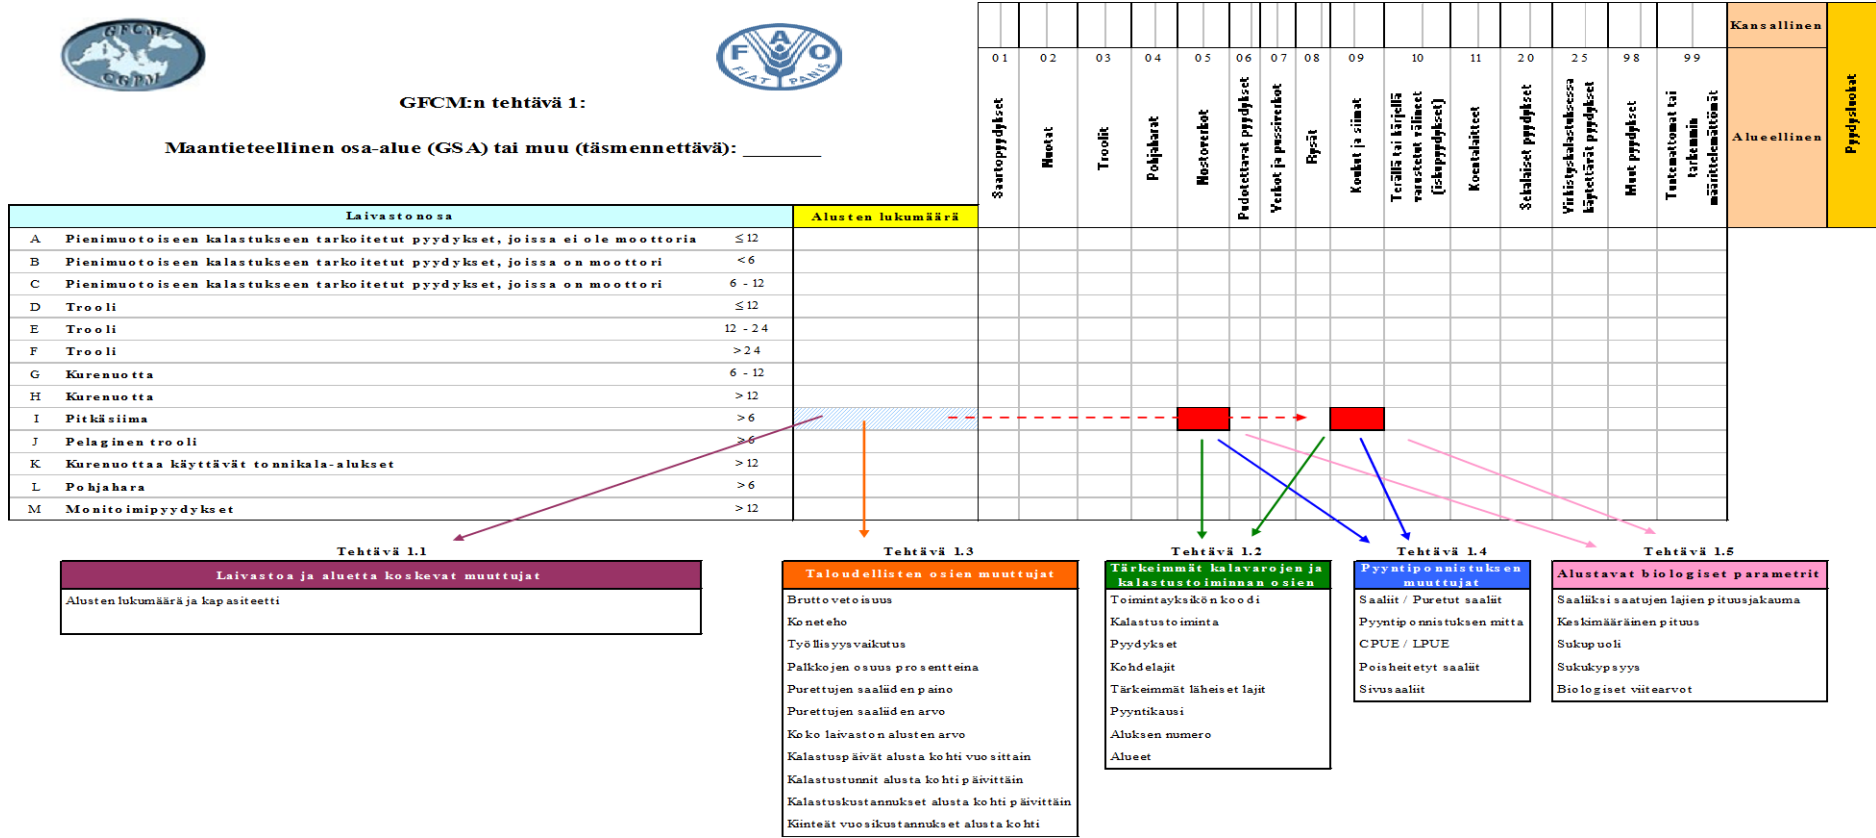 GFCM
CGPM
FAO
FIAT PANIS
GFCM:n tehtävä 1:
Maantieteellinen osa-alue (GSA) tai muu (täsmennettävä): ________
Kansallinen
01 02 03 04 05 06 07 08 09 10 11 20 25 98 99
Saartopyydykset
Nuotat
Troolit
Pohjaharat
Nostoverkot
Pudotettavat pyydykset
Verkot ja pussiverkot
Rysät
Koukut ja siimat
Terällä tai kärjellä
varustetut välineet
(iskupyydykset)
Koentalaitteet
Sekalaiset pyydykset
Virkistyskalastuksessa
käytettävät pyydykset
Muut pyydykset
Tuntemattomat tai
tarkemmin
määrittelemättömät
Alueellinen
Pyydysluokat
Laivastonosa Alusten lukumäärä
A Pienimuotoiseen kalastukseen tarkoitetut pyydykset, joissa ei ole moottoria ≤12
B Pienimuotoiseen kalastukseen tarkoitetut pyydykset, joissa on moottori <6
C Pienimuotoiseen kalastukseen tarkoitetut pyydykset, joissa on moottori 6 - 12
D Trooli ≤12
E Trooli 12 - 24
F Trooli >24
G Kurenuotta 6 - 12
H Kurenuotta >12
I Pitkäsiima >6
J Pelaginen trooli >6
K Kurenuottaa käyttävät tonnikala-alukset >12
L Pohjahara >6
M Monitoimipyydykset >12
Tehtävä 1.1
Laivastoa ja aluetta koskevat muuttujat
Alusten lukumäärä ja kapasiteetti
Tehtävä 1.3
Taloudellisten osien muuttujat
Bruttovetoisuus
Koneteho
Työllisyysvaikutus
Palkkojen osuus prosentteina
Purettujen saaliiden paino
Purettujen saaliiden arvo
Koko laivaston alusten arvo
Kalastuspäivät alusta kohti vuosittain
Kalastustunnit alusta kohti päivittäin
Kalastuskustannukset alusta kohti päivittäin
Kiinteät vuosikustannukset alusta kohti
Tehtävä 1.2
Tärkeimmät kalavarojen ja
kalastustoiminnan osien
Toimintayksikön koodi
Kalastustoiminta
Pyydykset
Kohdelajit
Tärkeimmät läheiset lajit
Pyyntikausi
Aluksen numero
Alueet
Tehtävä 1.4
Pyyntiponnistuksen
muuttujat
Saaliit / Puretut saaliit
Pyyntiponnistuksen mitta
CPUE / LPUE
Poisheitetyt saaliit
Sivusaaliit
Tehtävä 1.5
Alustavat biologiset parametrit
Saaliiksi saatujen lajien pituusjakauma
Keskimääräinen pituus
Sukupuoli
Sukukypsyys
Biologiset viitearvot